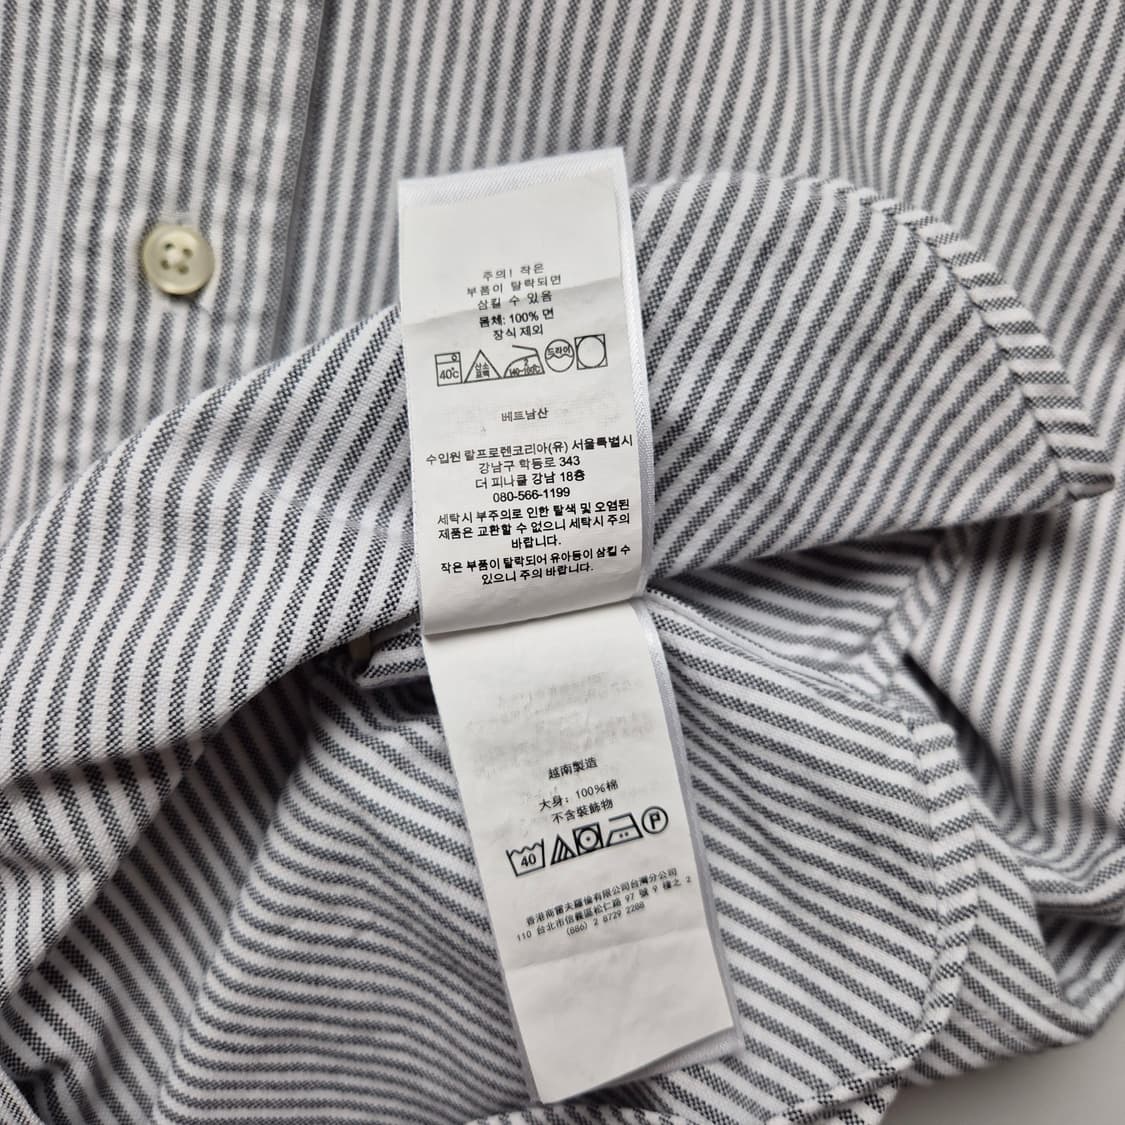 주의! 작은
부품이 탈락되면
삼킬 수 있음
몸체: 100% 면
장식 제외
40℃ 산소표백 2 140-160℃ 드라이
베트남산
수입원 랄프로렌코리아(유) 서울특별시
강남구 학동로 343
더 피나클 강남 18층
080-566-1199
세탁시 부주의로 인한 탈색 및 오염된
제품은 교환할 수 없으니 세탁시 주의
바랍니다.
작은 부품이 탈락되어 유아등이 삼킬 수
있으니 주의 바랍니다.
越南製造
大身: 100%棉
不含裝飾物
40 P
香港商雷夫羅倫有限公司台灣分公司
110 台北市信義區松仁路 97 號 9 樓之 2
(886) 2 8729 2288